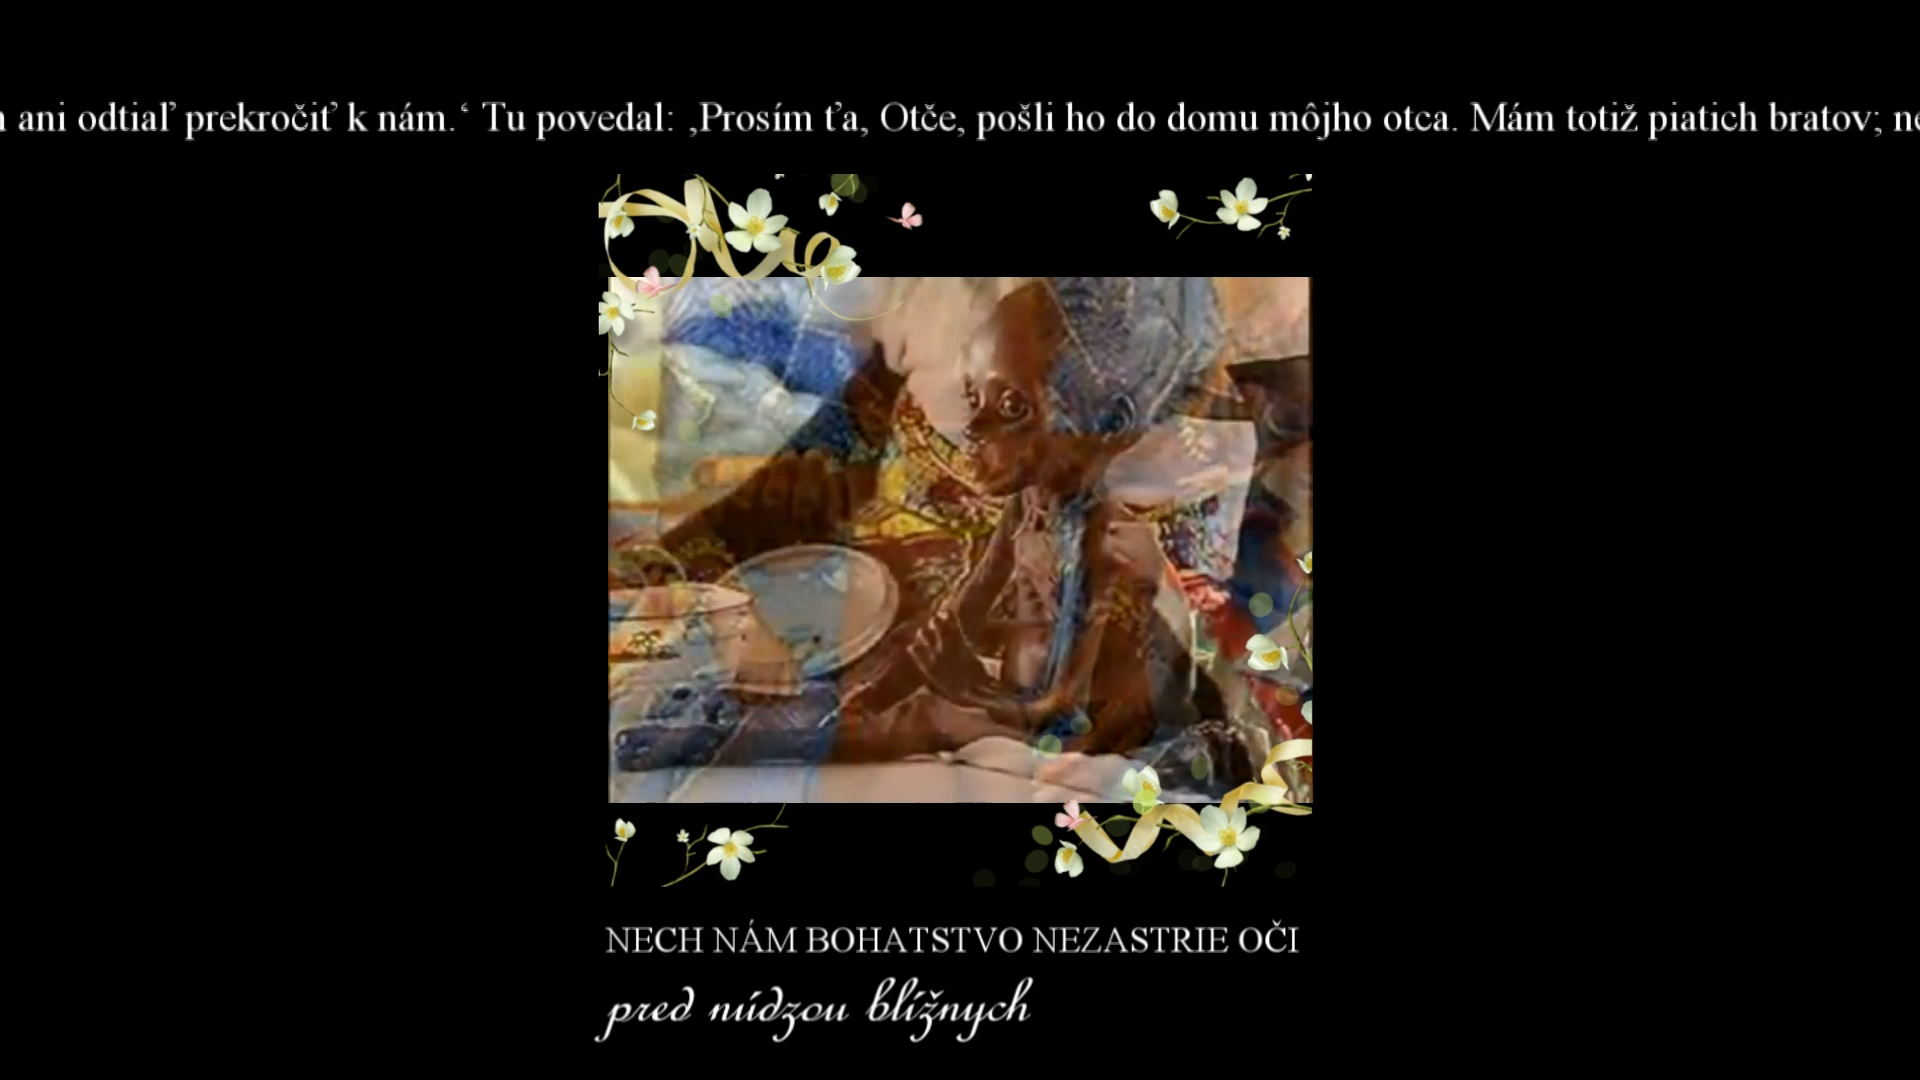 ani odtiaľ prekročiť k nám.‘ Tu povedal: ‚Prosím ťa, Otče, pošli ho do domu môjho otca. Mám totiž piatich bratov;
NECH NÁM BOHATSTVO NEZASTRIE OČI
pred núdzou blížnych